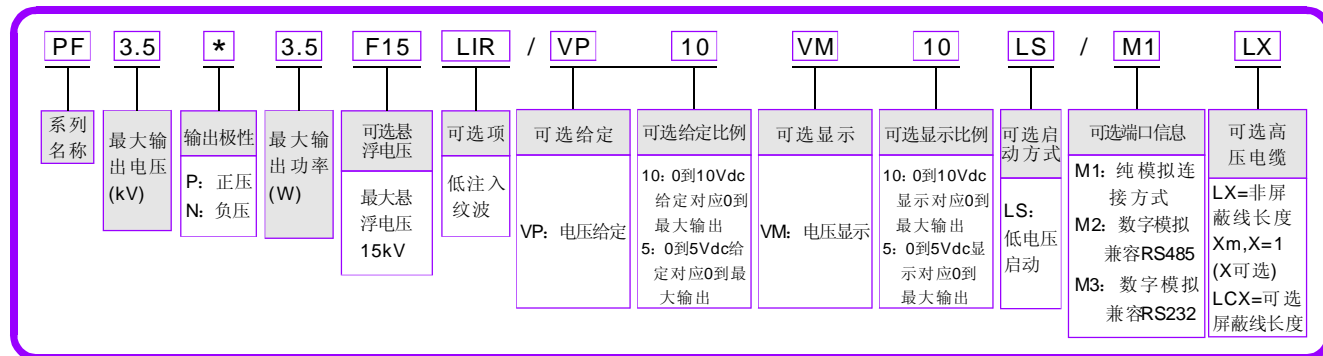 PF 3.5 * 3.5 F15 LIR / VP 10 VM 10 LS / M1 LX
系列
名称
最大输
出电压
(kV)
输出极性
P：正压
N：负压
最大输
出功率
(W)
可选悬
浮电压
最大悬
浮电压
15kV
可选项
低注入
纹波
可选给定
VP：电压给定
可选给定比例
10：0到10Vdc
给定对应0到
最大输出
5：0到5Vdc给
定对应0到最
大输出
可选显示
VM：电压显示
可选显示比例
10：0到10Vdc
显示对应0到
最大输出
5：0到5Vdc显
示对应0到
最大输出
可选启
动方式
LS：
低电压
启动
可选端口信息
M1：纯模拟连
接方式
M2：数字模拟
兼容RS485
M3：数字模拟
兼容RS232
可选高
压电缆
LX=非屏
蔽线长度
Xm,X=1
(X可选)
LCX=可选
屏蔽线长度